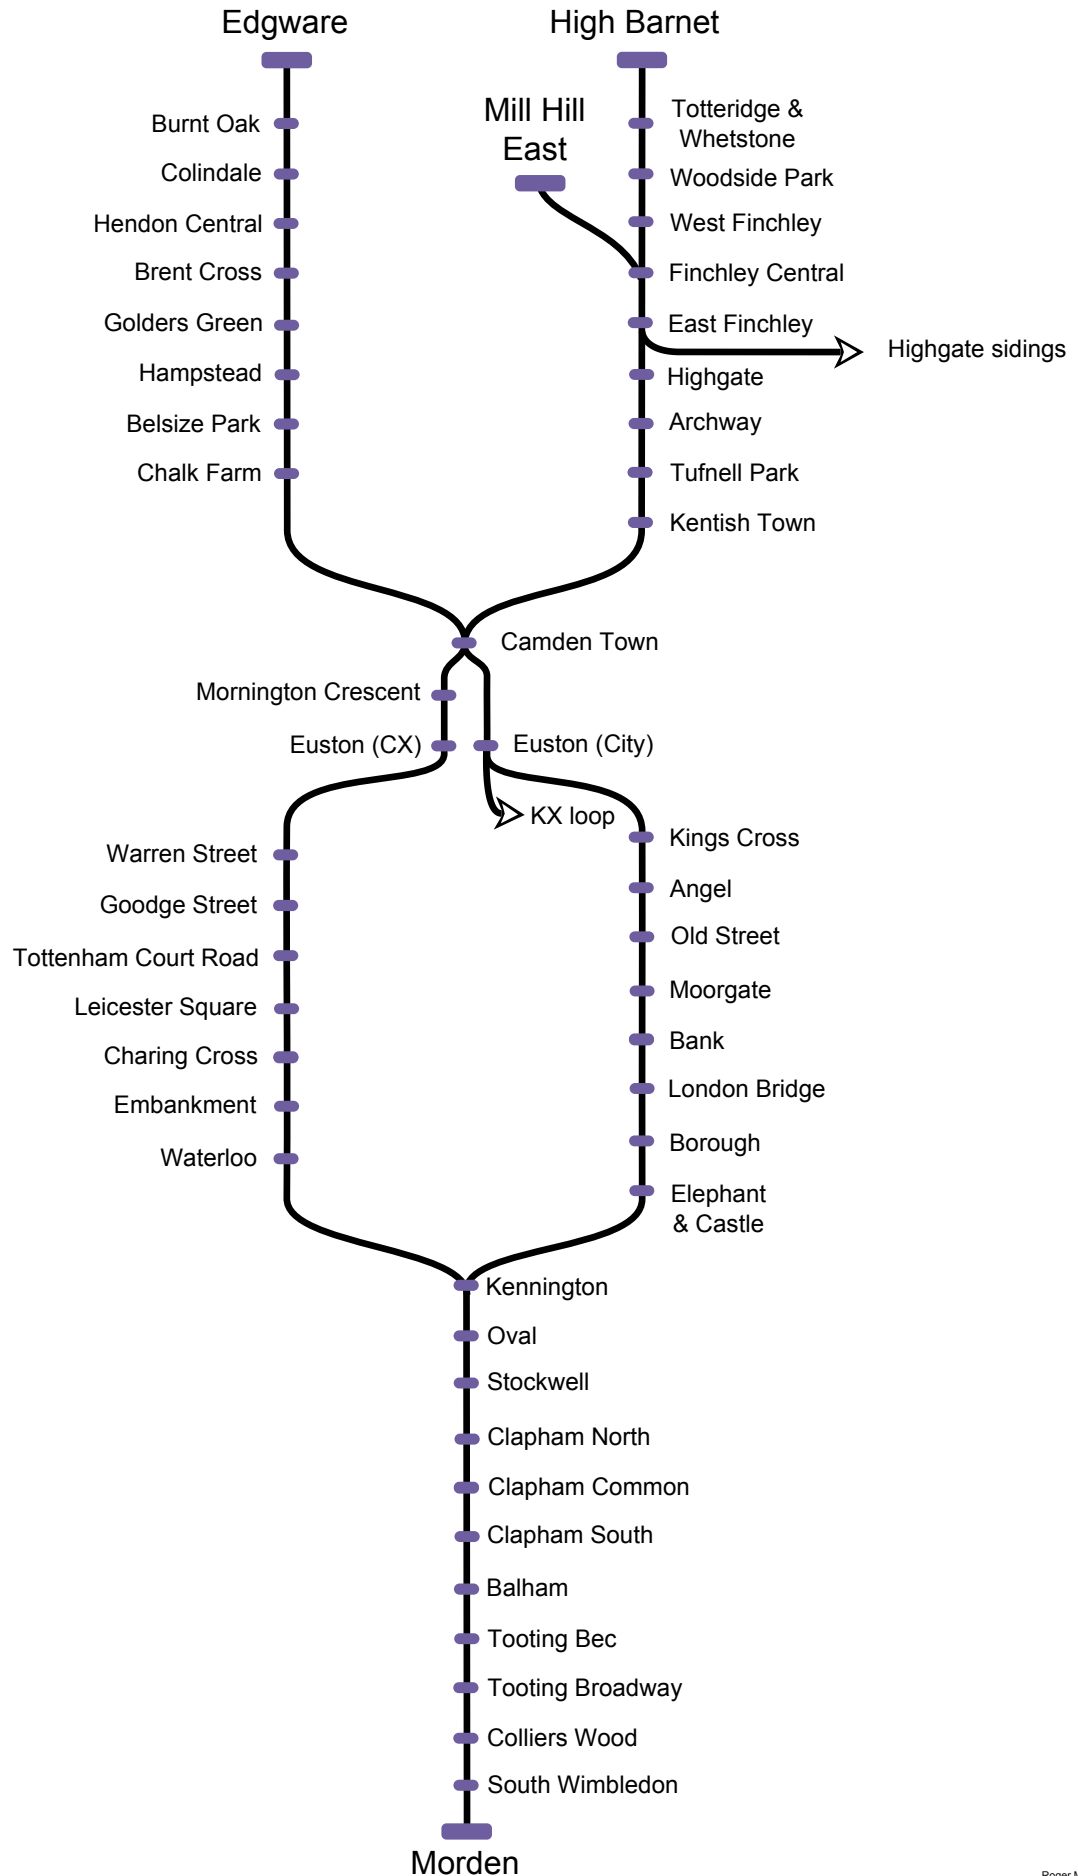 Edgware
High Barnet
Mill Hill
East
Burnt Oak
Colindale
Hendon Central
Brent Cross
Golders Green
Hampstead
Belsize Park
Chalk Farm
Totteridge &
Whetstone
Woodside Park
West Finchley
Finchley Central
East Finchley
Highgate sidings
Highgate
Archway
Tufnell Park
Kentish Town
Camden Town
Mornington Crescent
Euston (CX)
Euston (City)
KX loop
Warren Street
Goodge Street
Tottenham Court Road
Leicester Square
Charing Cross
Embankment
Waterloo
Kings Cross
Angel
Old Street
Moorgate
Bank
London Bridge
Borough
Elephant
& Castle
Kennington
Oval
Stockwell
Clapham North
Clapham Common
Clapham South
Balham
Tooting Bec
Tooting Broadway
Colliers Wood
South Wimbledon
Morden